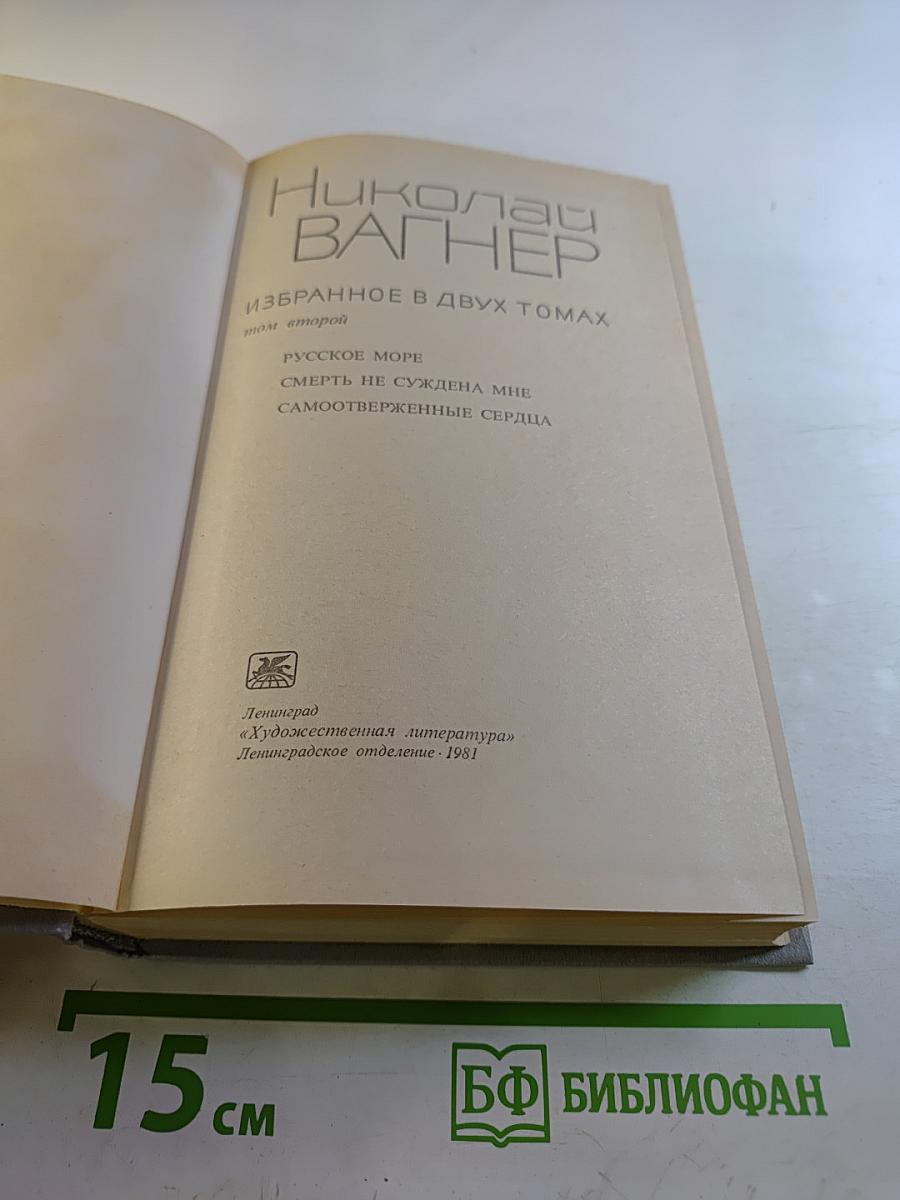 Николай
ВАГНЕР
ИЗБРАННОЕ В ДВУХ ТОМАХ
том второй
РУССКОЕ МОРЕ
СМЕРТЬ НЕ СУЖДЕНА МНЕ
САМООТВЕРЖЕННЫЕ СЕРДЦА
Ленинград
«Художественная литература»
Ленинградское отделение · 1981
15 см
БФ БИБЛИОФАН